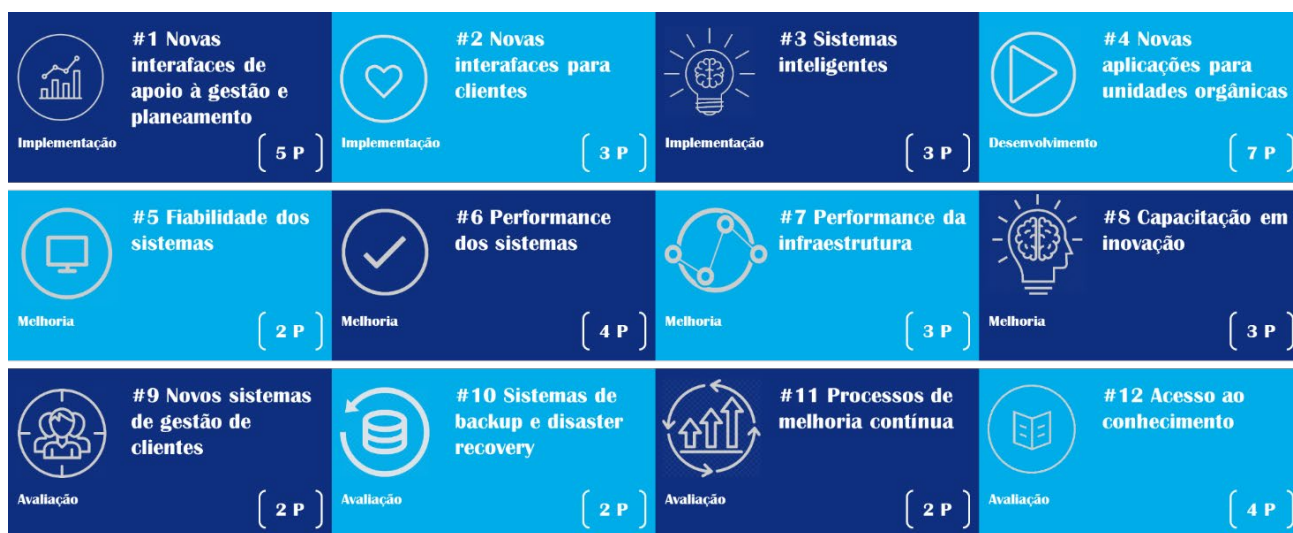 #1 Novas
interafaces de
apoio à gestão e
planeamento
Implementação
5 P
#2 Novas
interafaces para
clientes
Implementação
3 P
#3 Sistemas
inteligentes
Implementação
3 P
#4 Novas
aplicações para
unidades orgânicas
Desenvolvimento
7 P
#5 Fiabilidade dos
sistemas
Melhoria
2 P
#6 Performance
dos sistemas
Melhoria
4 P
#7 Performance da
infraestrutura
Melhoria
3 P
#8 Capacitação em
inovação
Melhoria
3 P
#9 Novos sistemas
de gestão de
clientes
Avaliação
2 P
#10 Sistemas de
backup e disaster
recovery
Avaliação
2 P
#11 Processos de
melhoria contínua
Avaliação
2 P
#12 Acesso ao
conhecimento
Avaliação
4 P